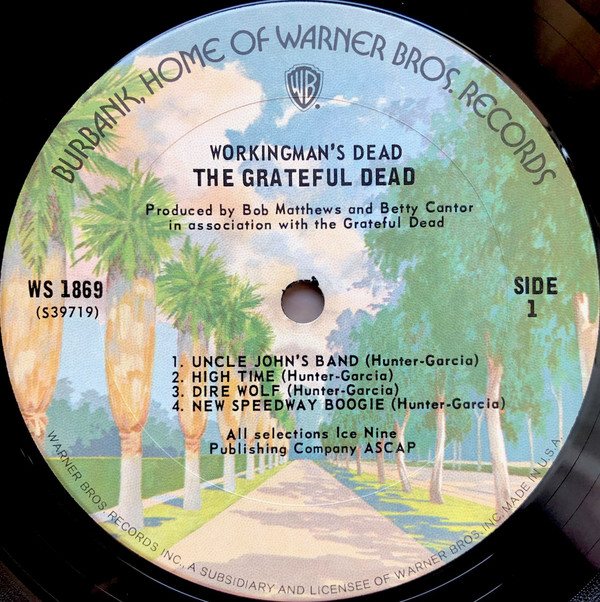 BURBANK, HOME OF WARNER BROS. RECORDS
WB
WORKINGMAN'S DEAD
THE GRATEFUL DEAD
Produced by Bob Matthews and Betty Cantor
in association with the Grateful Dead
WS 1869
(S39719)
SIDE
1
1. UNCLE JOHN'S BAND (Hunter-Garcia)
2. HIGH TIME (Hunter-Garcia)
3. DIRE WOLF (Hunter-Garcia)
4. NEW SPEEDWAY BOOGIE (Hunter-Garcia)
All selections Ice Nine
Publishing Company ASCAP
WARNER BROS. RECORDS INC., A SUBSIDIARY AND LICENSEE OF WARNER BROS., INC. MADE IN U.S.A.